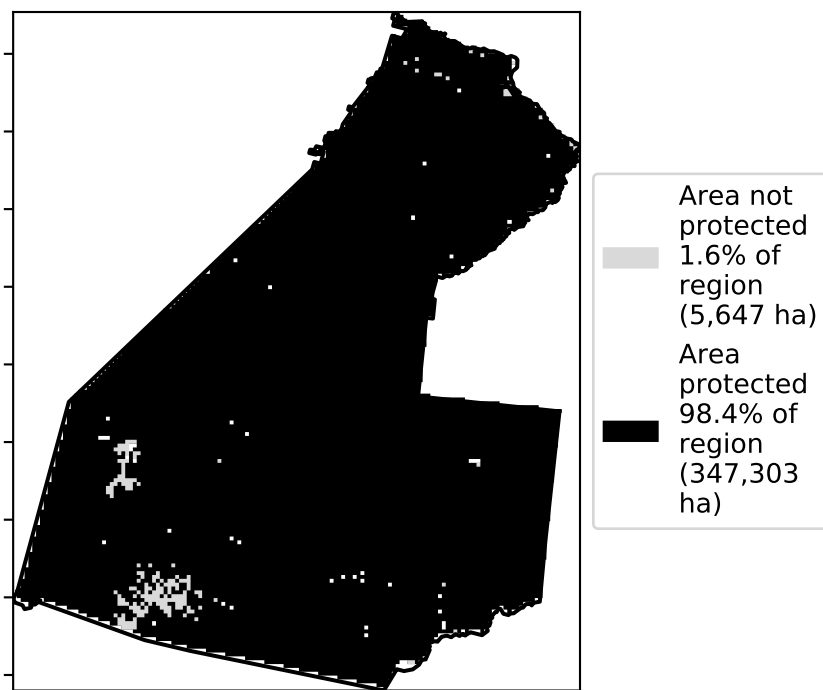 Area not
protected
1.6% of
region
(5,647 ha)
Area
protected
98.4% of
region
(347,303
ha)